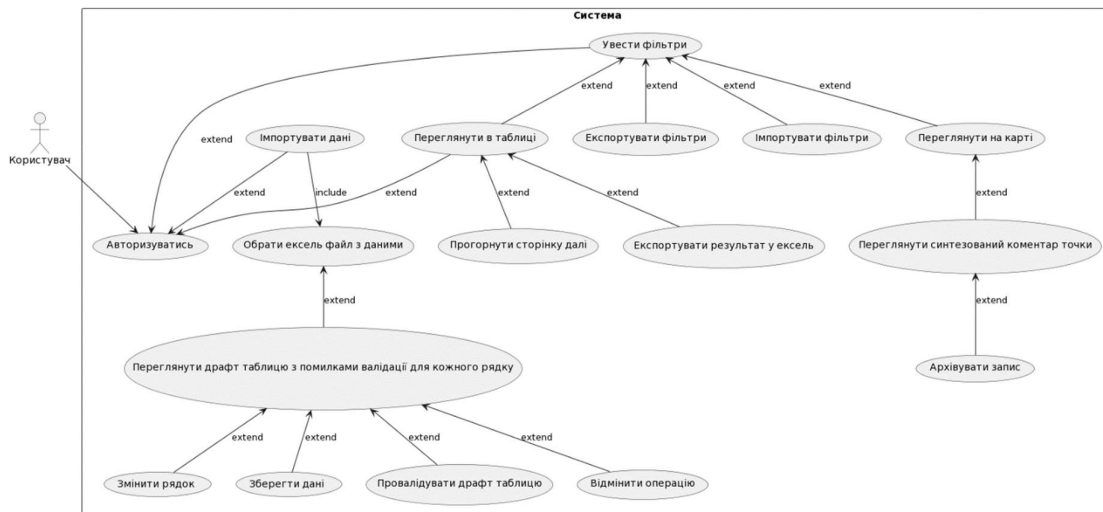 Система
Увести фільтри
extend
extend
extend
extend
Користувач
extend
Імпортувати дані
Переглянути в таблиці
Експортувати фільтри
Імпортувати фільтри
Переглянути на карті
extend
include
extend
extend
extend
extend
Авторизуватись
Обрати ексель файл з даними
Прогорнути сторінку далі
Експортувати результат у ексель
Переглянути синтезований коментар точки
extend
extend
Переглянути драфт таблицю з помилками валідації для кожного рядку
Архівувати запис
extend
extend
extend
extend
Змінити рядок
Зберегти дані
Провалідувати драфт таблицю
Відмінити операцію